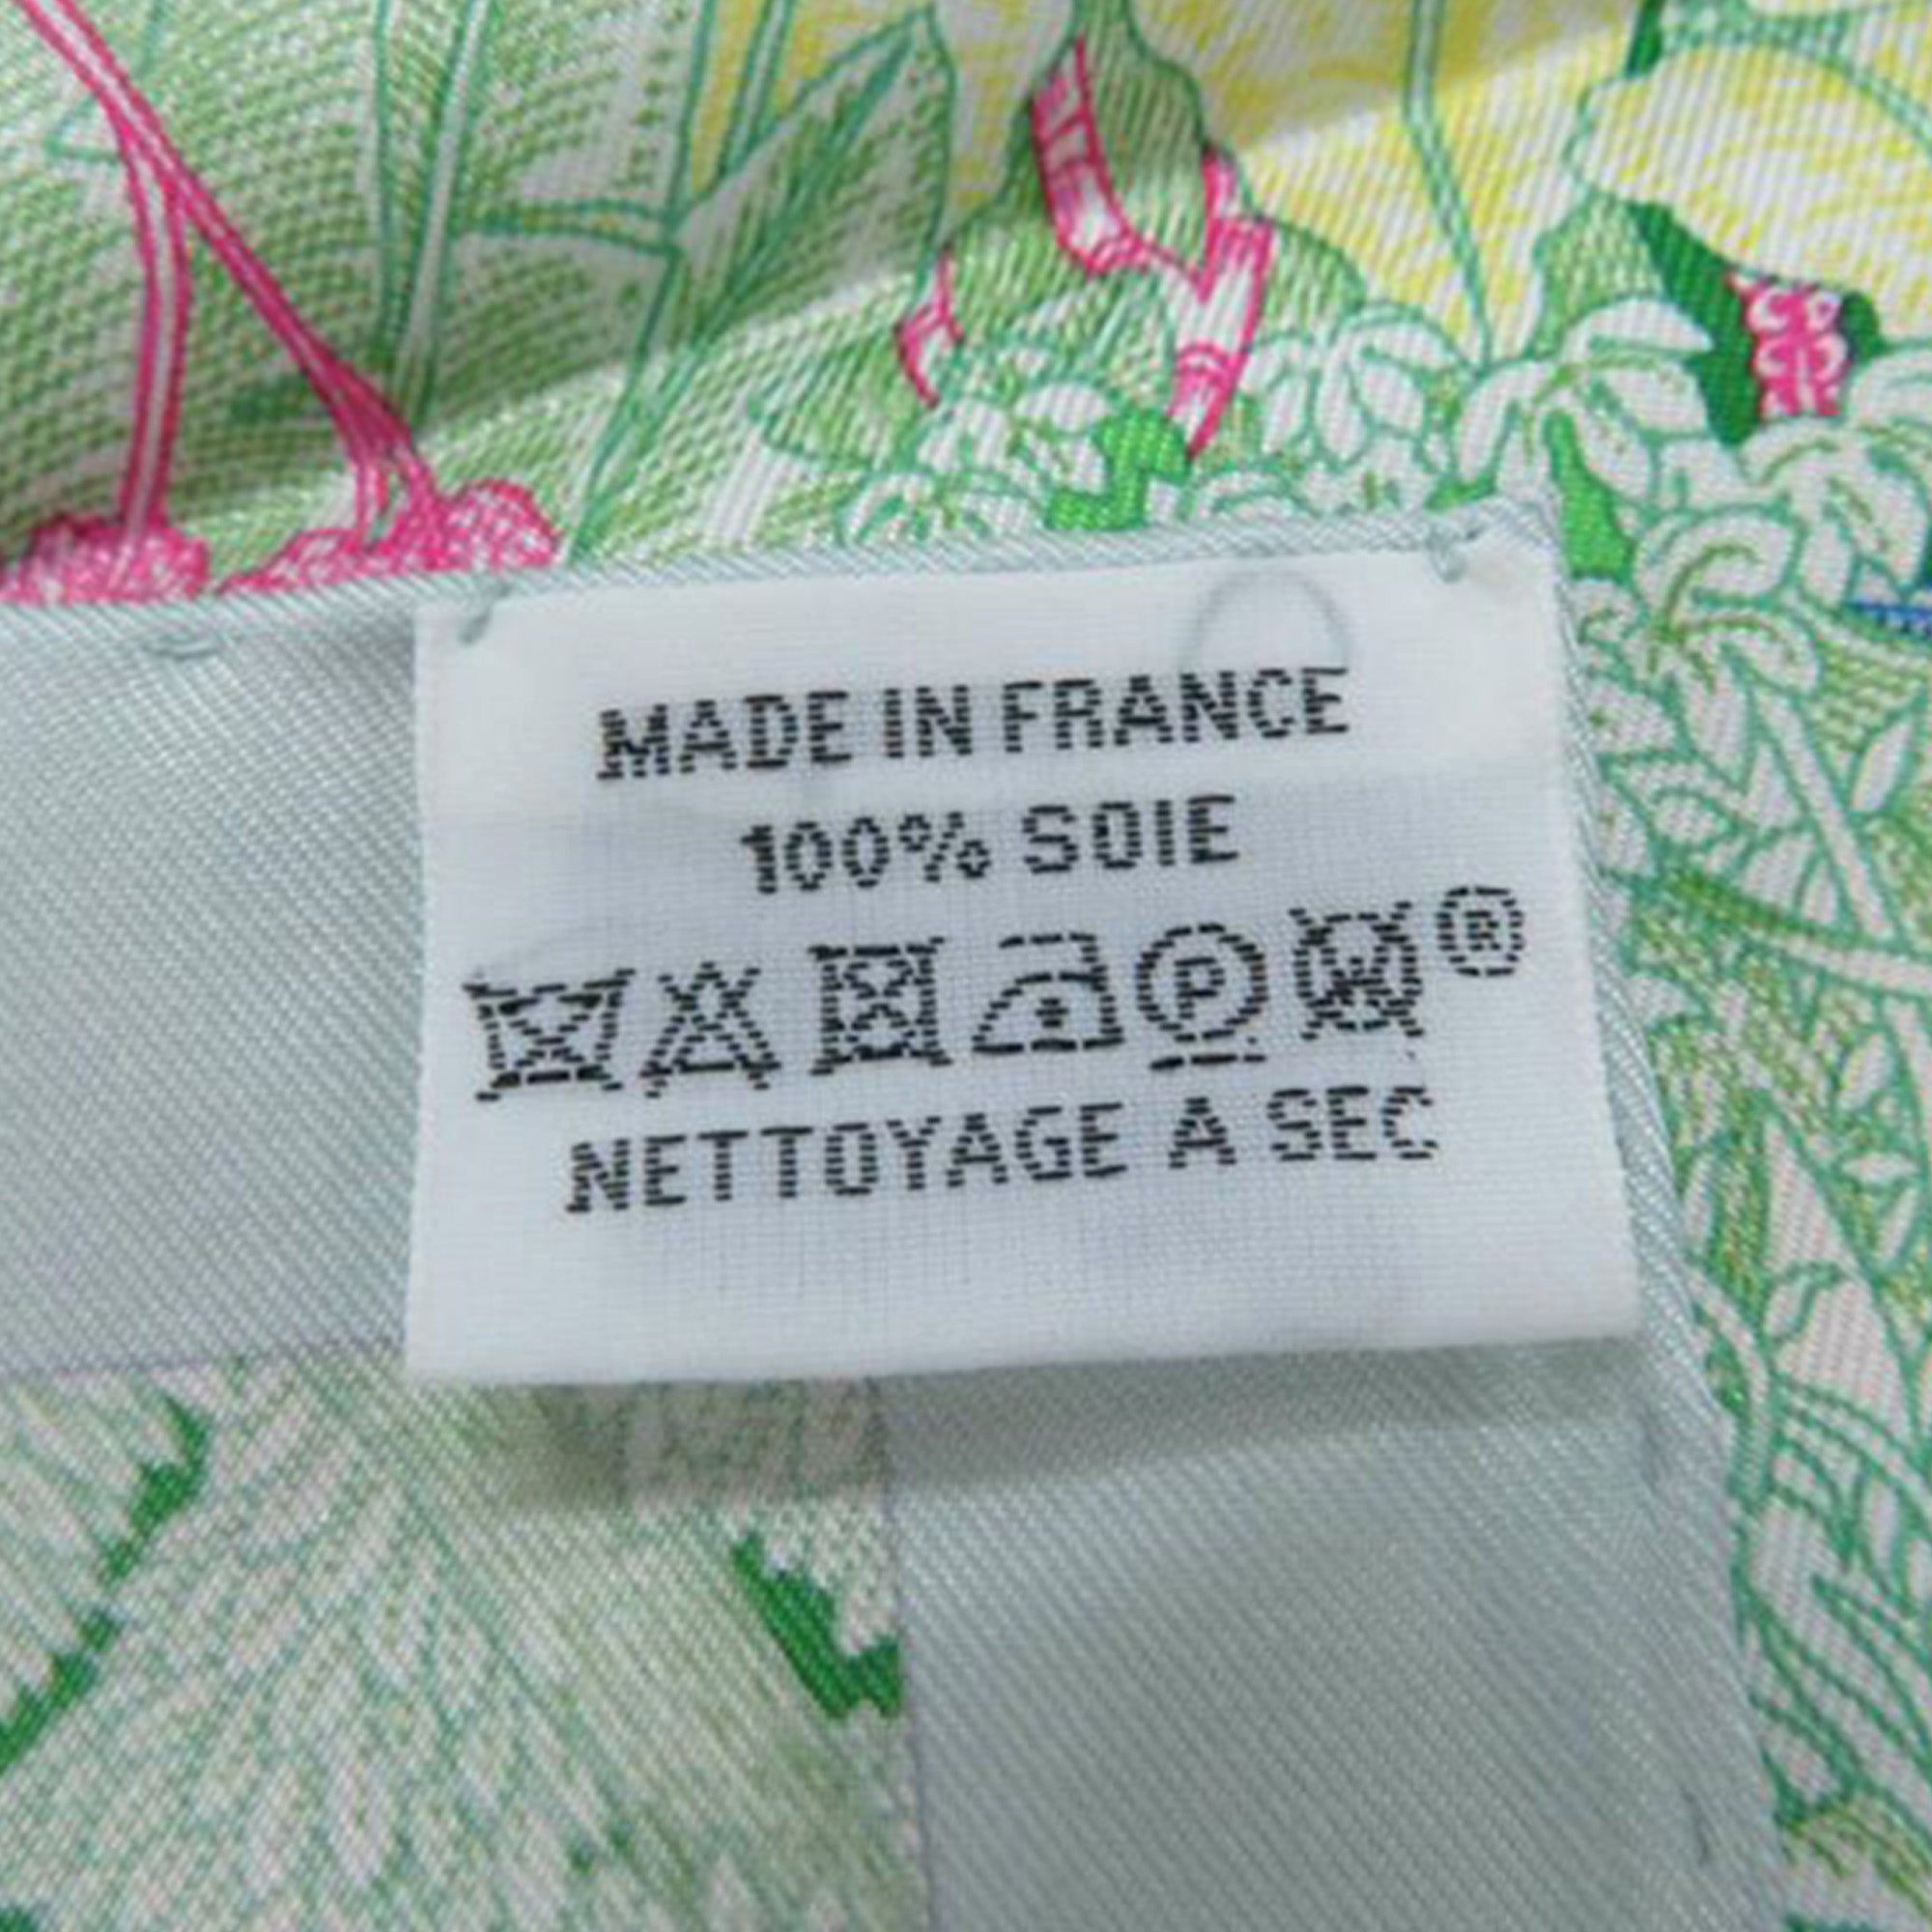 MADE IN FRANCE
100% SOIE
P W ®
NETTOYAGE A SEC